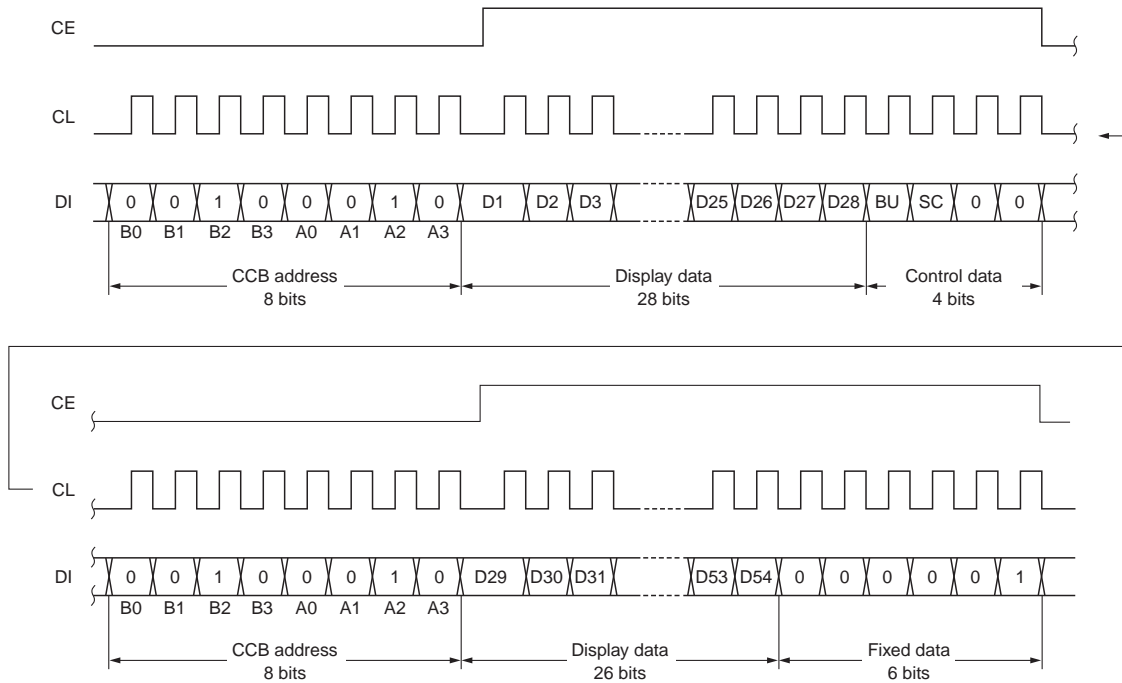 CE
CL
DI 0 0 1 0 0 0 1 0 D1 D2 D3 D25 D26 D27 D28 BU SC 0 0
B0 B1 B2 B3 A0 A1 A2 A3
CCB address Display data Control data
8 bits 28 bits 4 bits
CE
CL
DI 0 0 1 0 0 0 1 0 D29 D30 D31 D53 D54 0 0 0 0 0 1
B0 B1 B2 B3 A0 A1 A2 A3
CCB address Display data Fixed data
8 bits 26 bits 6 bits